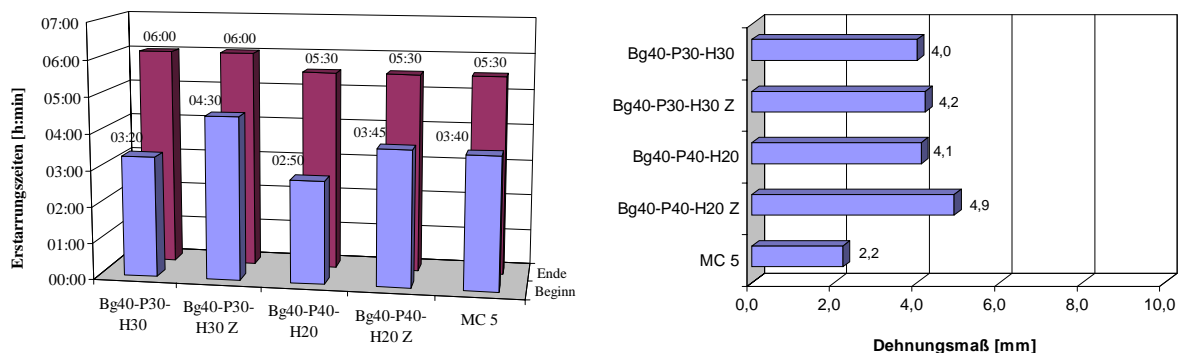 Erstarrungszeiten [h:min]
07:00
06:00
05:00
04:00
03:00
02:00
01:00
00:00
06:00
06:00
05:30
05:30
05:30
03:20
04:30
02:50
03:45
03:40
Ende
Beginn
Bg40-P30-
H30
Bg40-P30-
H30 Z
Bg40-P40-
H20
Bg40-P40-
H20 Z
MC 5
Bg40-P30-H30
4,0
Bg40-P30-H30 Z
4,2
Bg40-P40-H20
4,1
Bg40-P40-H20 Z
4,9
MC 5
2,2
0,0 2,0 4,0 6,0 8,0 10,0
Dehnungsmaß [mm]